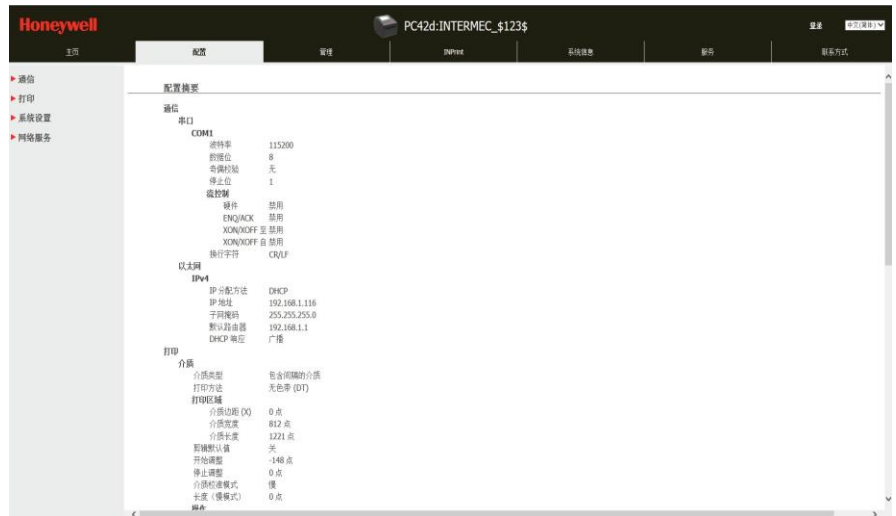 Honeywell
PC42d:INTERMEC_$123$
登录
中文(简体)
主页
配置
管理
INPrint
系统信息
服务
联系方式
通信
打印
系统设置
网络服务
配置摘要
通信
串口
COM1
波特率 115200
数据位 8
奇偶校验 无
停止位 1
流控制
硬件 禁用
ENQ/ACK 禁用
XON/XOFF 至 禁用
XON/XOFF 自 禁用
换行字符 CR/LF
以太网
IPv4
IP 分配方法 DHCP
IP 地址 192.168.1.116
子网掩码 255.255.255.0
默认路由器 192.168.1.1
DHCP 响应 广播
打印
介质
介质类型 包含间隔的介质
打印方法 无色带 (DT)
打印区域
介质边距 (X) 0 点
介质宽度 812 点
介质长度 1221 点
剪辑默认值 关
开始调整 -148 点
停止调整 0 点
介质校准模式 慢
长度（慢模式） 0 点
操作